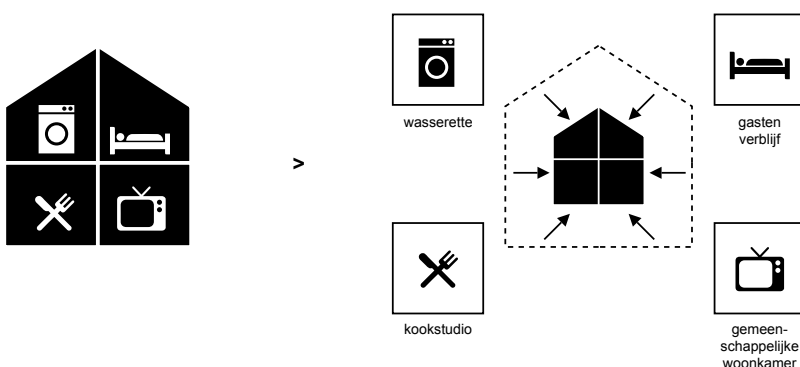 >
wasserette
gasten
verblijf
kookstudio
gemeen-
schappelijke
woonkamer